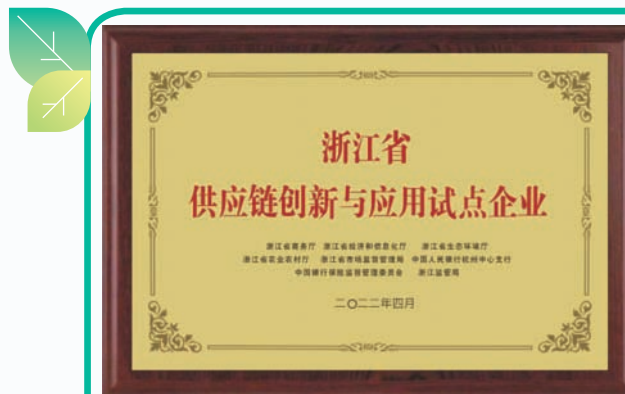 浙江省
供应链创新与应用试点企业
浙江省商务厅 浙江省经济和信息化厅 浙江省生态环境厅
浙江省农业农村厅 浙江省市场监督管理局 中国人民银行杭州中心支行
中国银行保险监督管理委员会 浙江监管局
二〇二二年四月